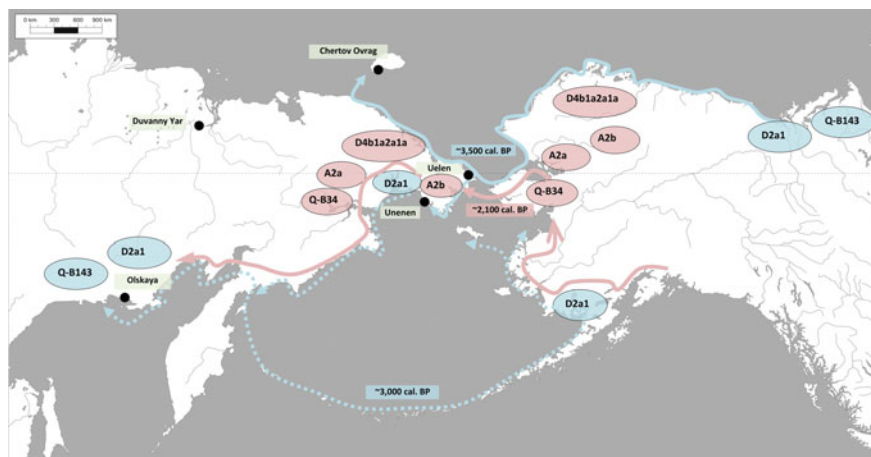 0 km 300 600 900 km
Chertov Ovrag
Duvanny Yar
D4b1a2a1a
D4b1a2a1a
Q-B143
D2a1
~3,500 cal. BP
A2b
A2a
A2a
Uelen
D2a1
A2b
Q-B34
Q-B34
Unenen
~2,100 cal. BP
D2a1
Q-B143
Olskaya
D2a1
~3,000 cal. BP